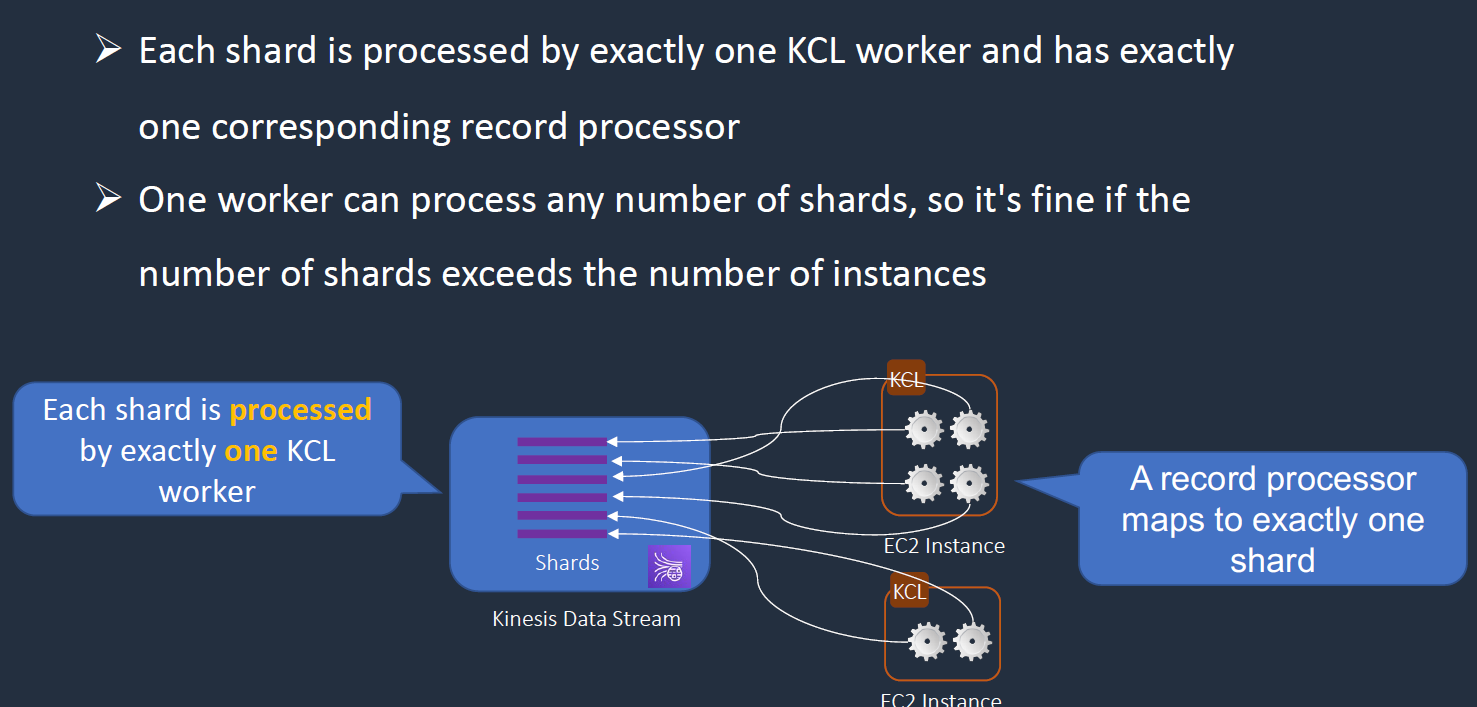 Each shard is processed by exactly one KCL worker and has exactly
one corresponding record processor
One worker can process any number of shards, so it's fine if the
number of shards exceeds the number of instances
Each shard is processed
by exactly one KCL
worker
Shards
Kinesis Data Stream
KCL
EC2 Instance
KCL
EC2 Instance
A record processor
maps to exactly one
shard